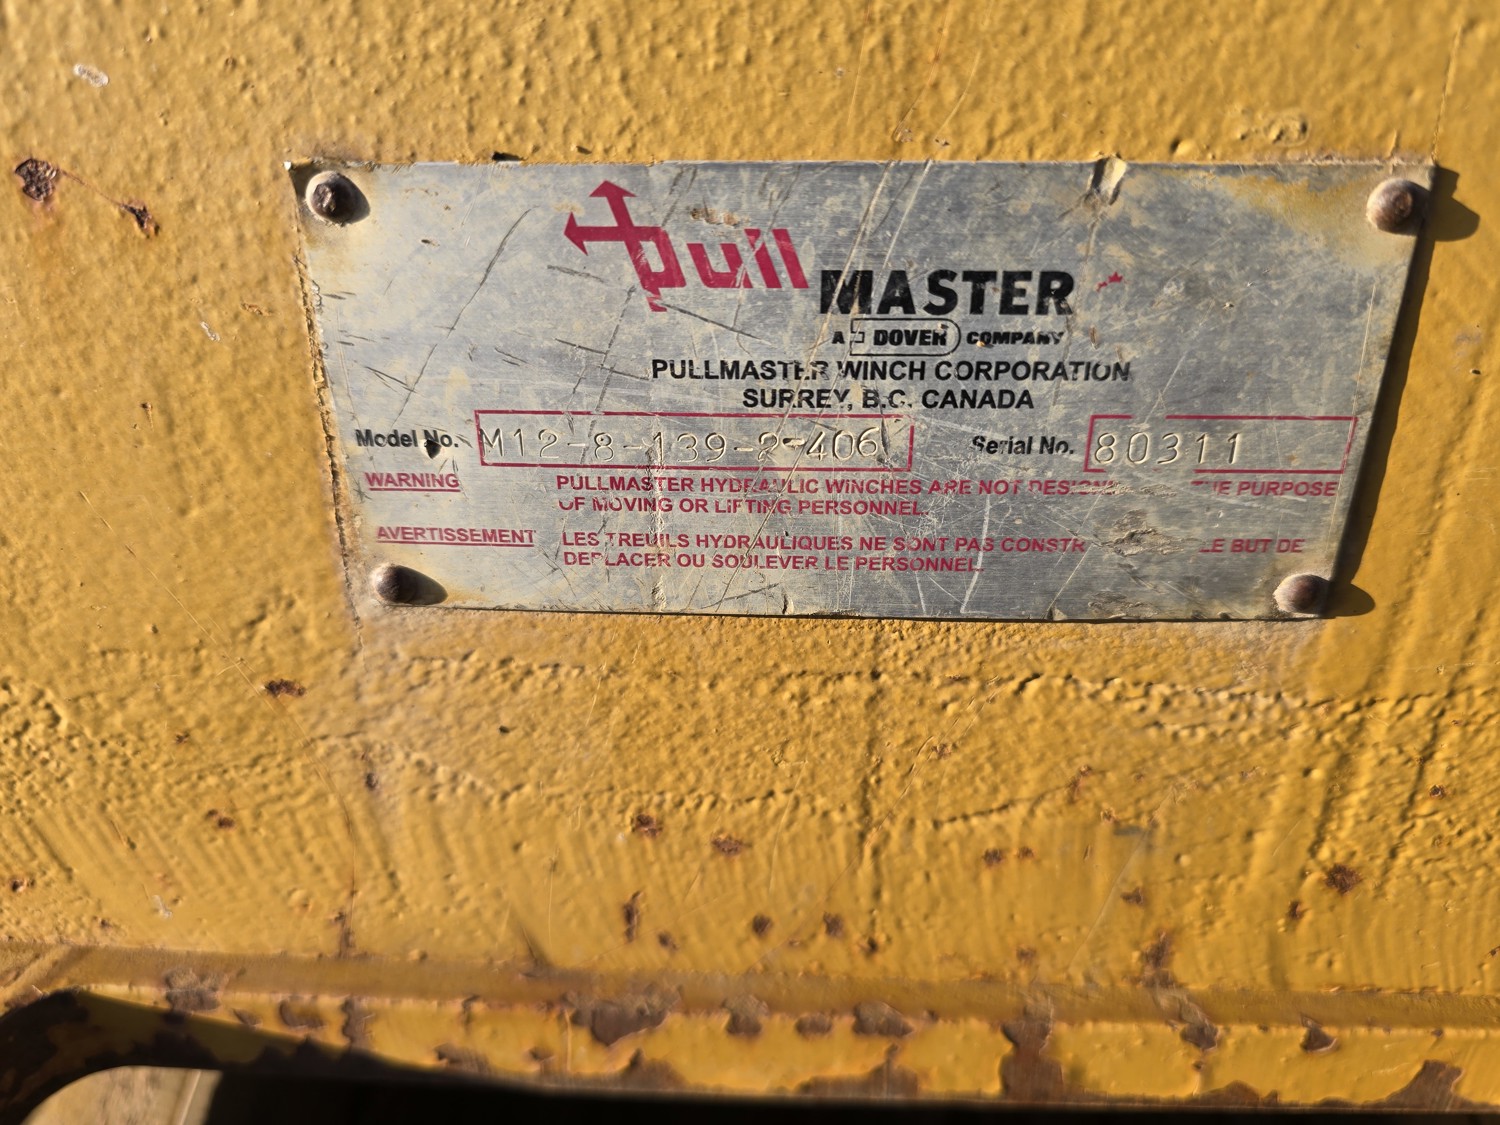 Pull MASTER
A DOVER COMPANY
PULLMASTER WINCH CORPORATION
SURREY, B.C. CANADA
Model No. M12-8-139-2-406 Serial No. 80311
WARNING PULLMASTER HYDRAULIC WINCHES ARE NOT THE PURPOSE
OF MOVING OR LIFTING PERSONNEL.
AVERTISSEMENT LES TREUILS HYDRAULIQUES NE SONT PAS LE BUT DE
DEPLACER OU SOULEVER LE PERSONNEL.